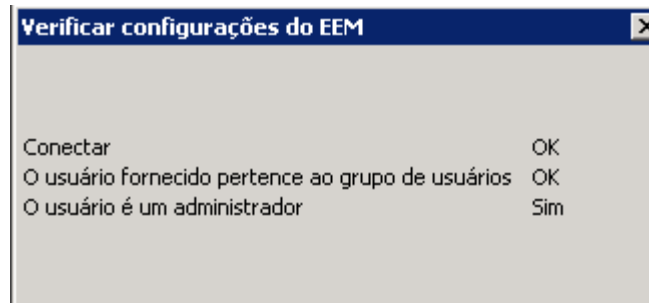 Verificar configurações do EEM
Conectar OK
O usuário fornecido pertence ao grupo de usuários OK
O usuário é um administrador Sim